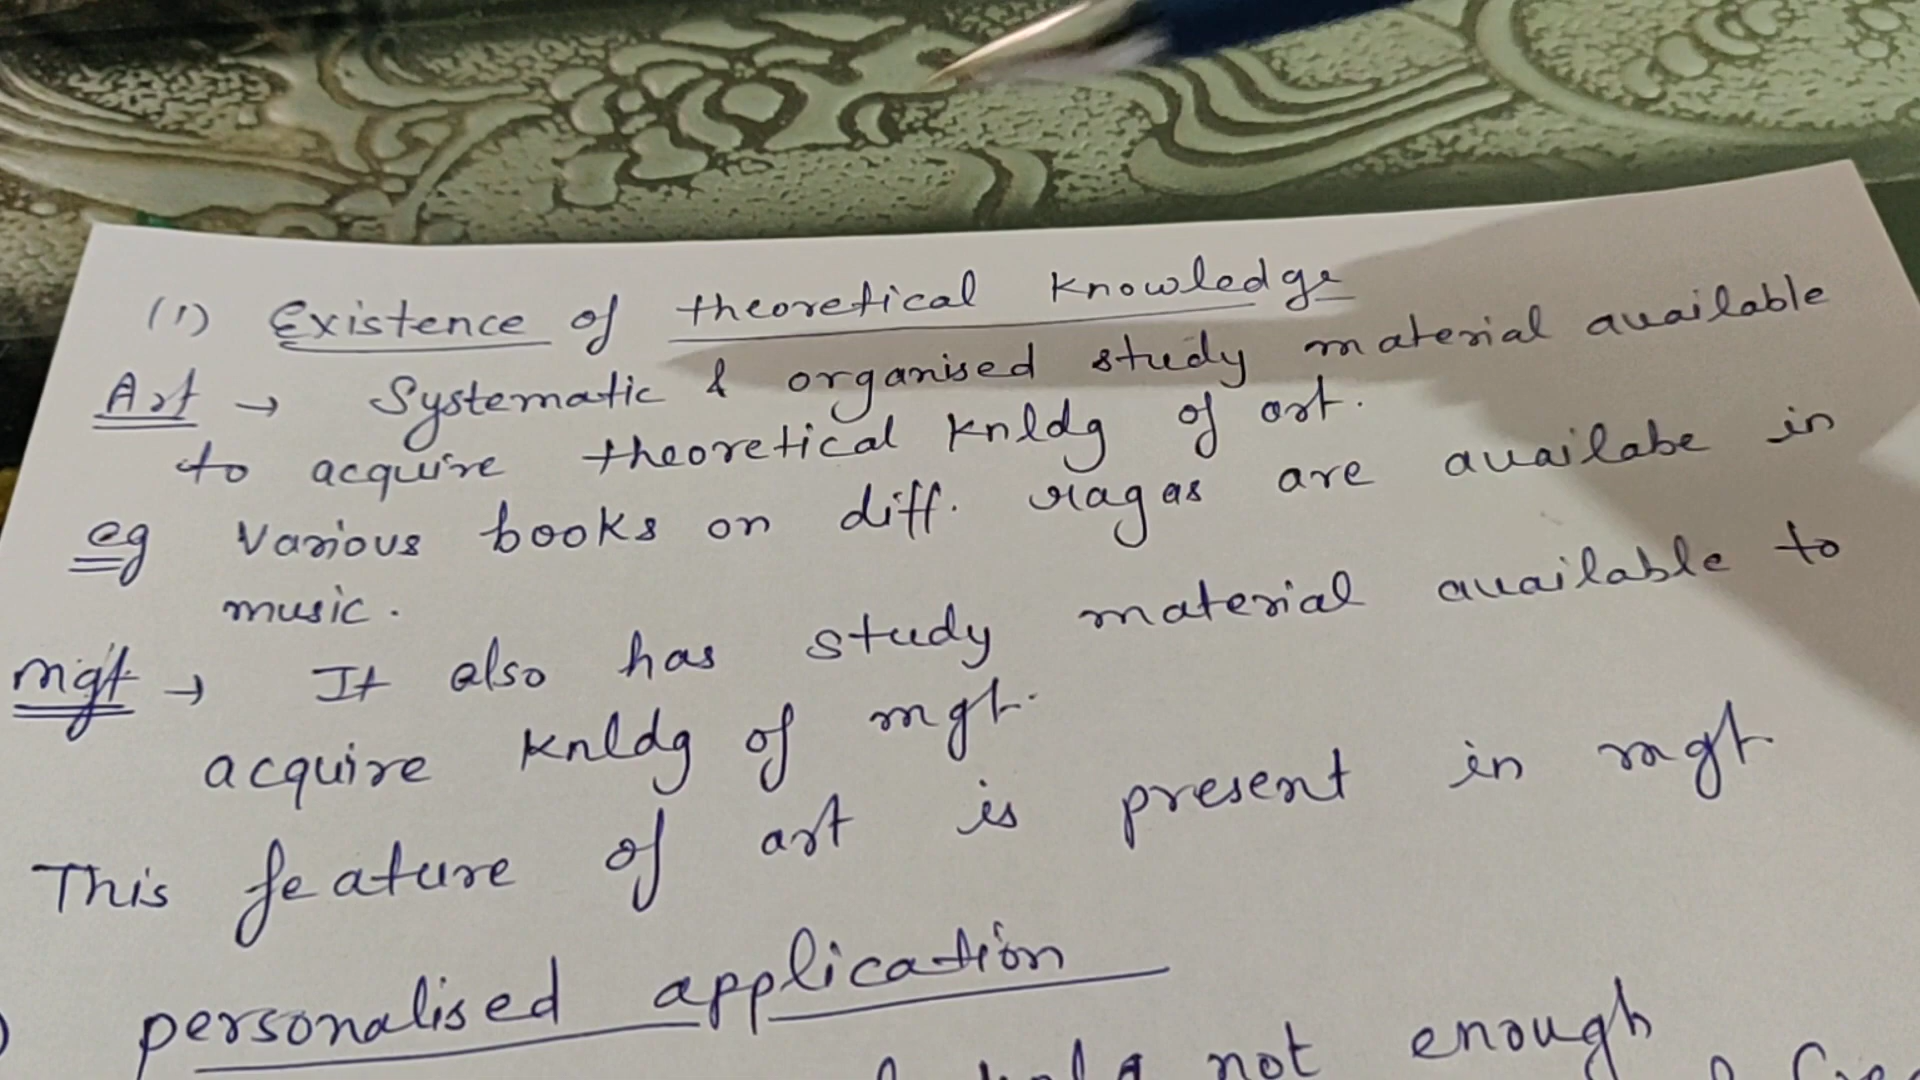 (1) Existence of theoretical knowledge
Art → Systematic & organised study material available
to acquire theoretical knldg of art.
eg Various books on diff. ragas are availabe in
music.
mgt → It also has study material available to
acquire knldg of mgt.
This feature of art is present in mgt
) personalised application
not enough